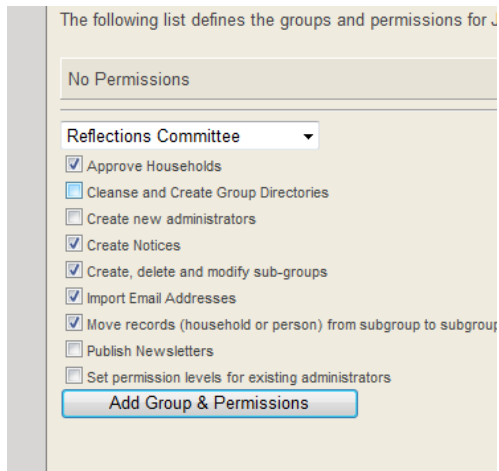 The following list defines the groups and permissions for J
No Permissions
Reflections Committee
Approve Households
Cleanse and Create Group Directories
Create new administrators
Create Notices
Create, delete and modify sub-groups
Import Email Addresses
Move records (household or person) from subgroup to subgroup
Publish Newsletters
Set permission levels for existing administrators
Add Group & Permissions